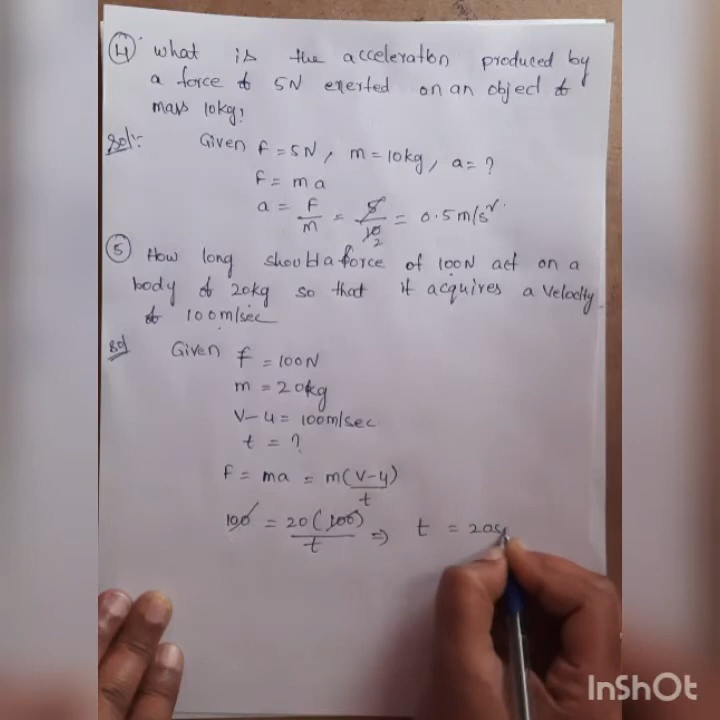 ④ What is the acceleration produced by
a force of 5N exerted on an object of
mass 10kg?
Sol:- Given F = 5N, m = 10kg, a = ?
F = ma
a = F/m = 5/10 2 = 0.5 m/s²
⑤ How long should a force of 100N act on a
body of 20kg so that it acquires a velocity
of 100m/sec
Sol Given F = 100N
m = 20kg
V-u = 100m/sec
t = ?
F = ma = m(V-u)/t
100 = 20(100)/t ⇒ t = 20s
InShOt